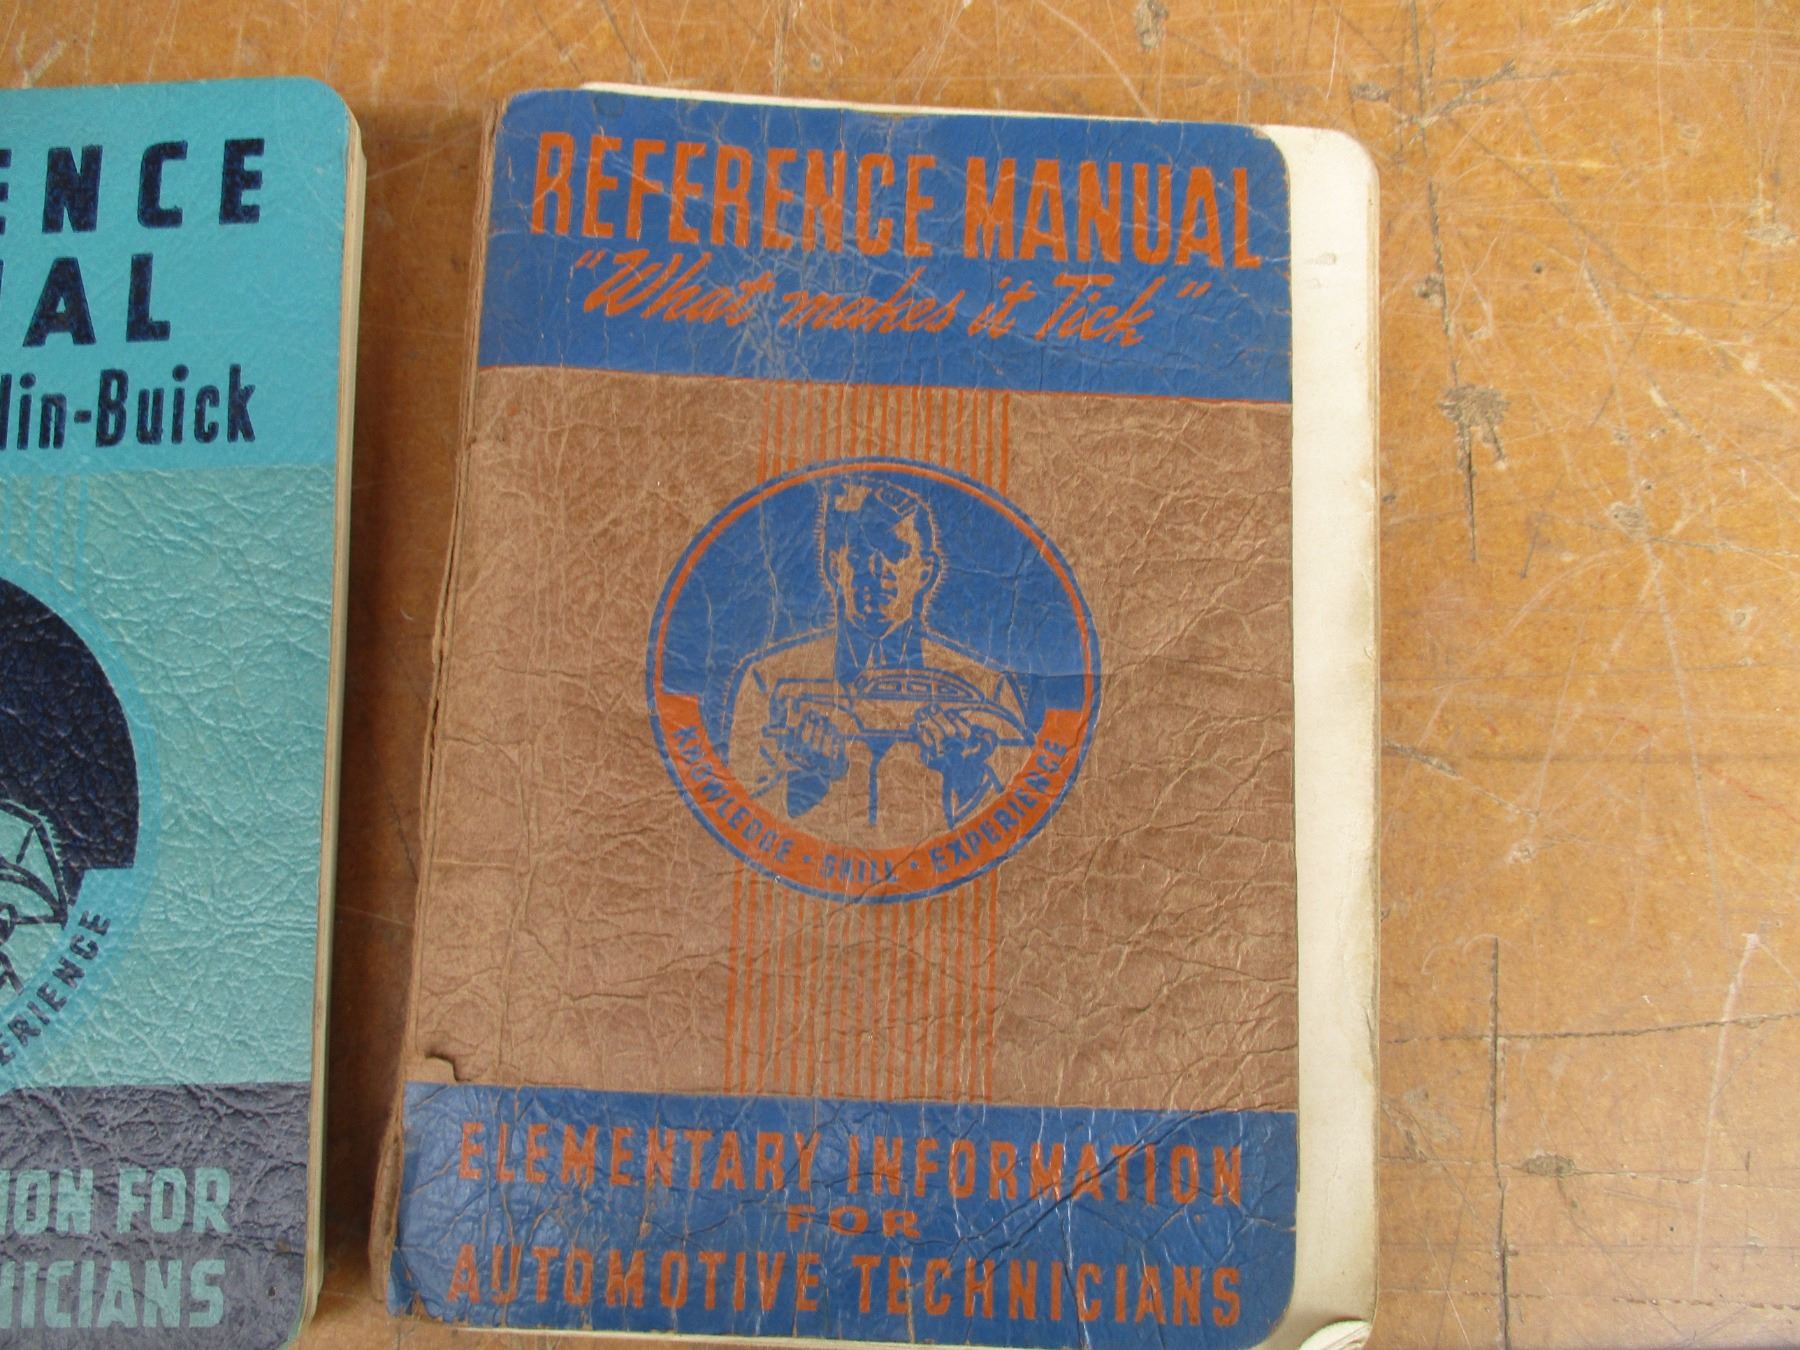 ENCE
AL
lin-Buick
ERIENCE
ION FOR
NICIANS
REFERENCE MANUAL
"What makes it Tick"
KNOWLEDGE · SKILL · EXPERIENCE
ELEMENTARY INFORMATION
FOR
AUTOMOTIVE TECHNICIANS